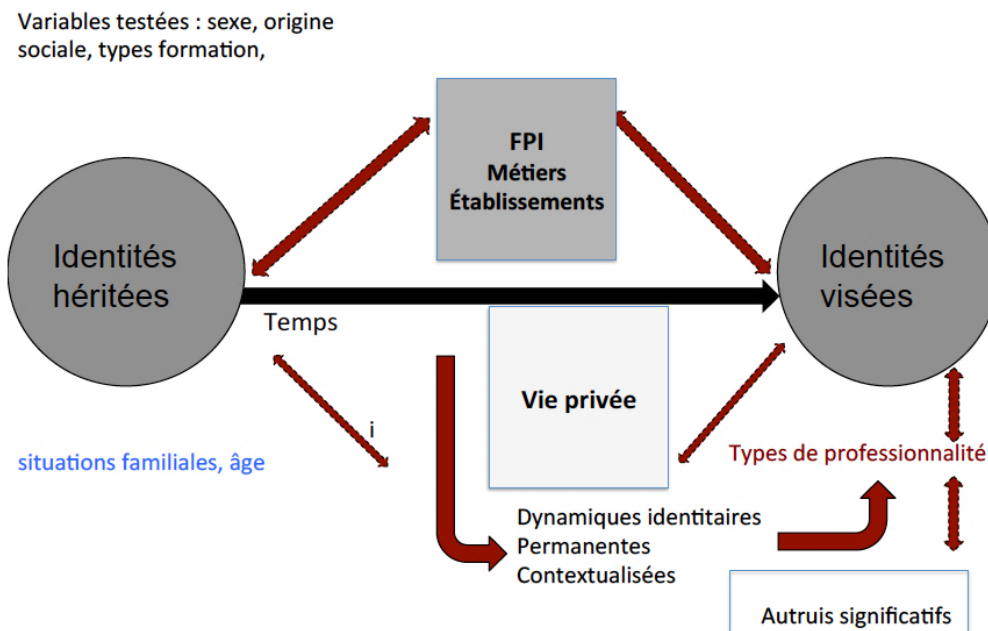 Variables testées : sexe, origine
sociale, types formation,
FPI
Métiers
Établissements
Identités
héritées
Identités
visées
Temps
i
Vie privée
situations familiales, âge
Types de professionnalité
Dynamiques identitaires
Permanentes
Contextualisées
Autruis significatifs